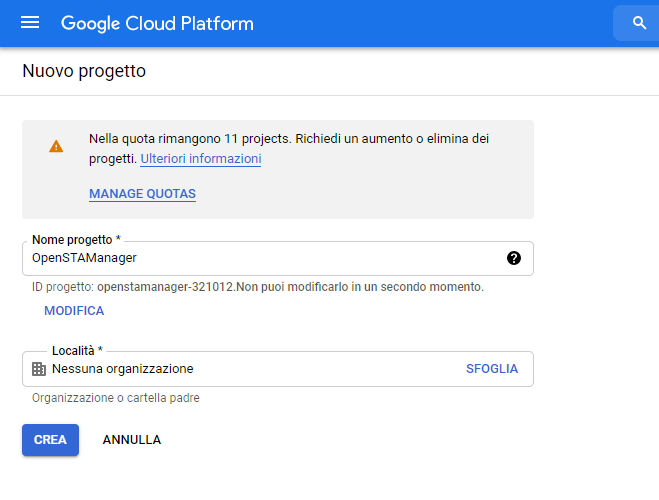 Google Cloud Platform
Nuovo progetto
Nella quota rimangono 11 projects. Richiedi un aumento o elimina dei
progetti. Ulteriori informazioni
MANAGE QUOTAS
Nome progetto *
OpenSTAManager
ID progetto: openstamanager-321012.Non puoi modificarlo in un secondo momento.
MODIFICA
Località *
Nessuna organizzazione SFOGLIA
Organizzazione o cartella padre
CREA ANNULLA